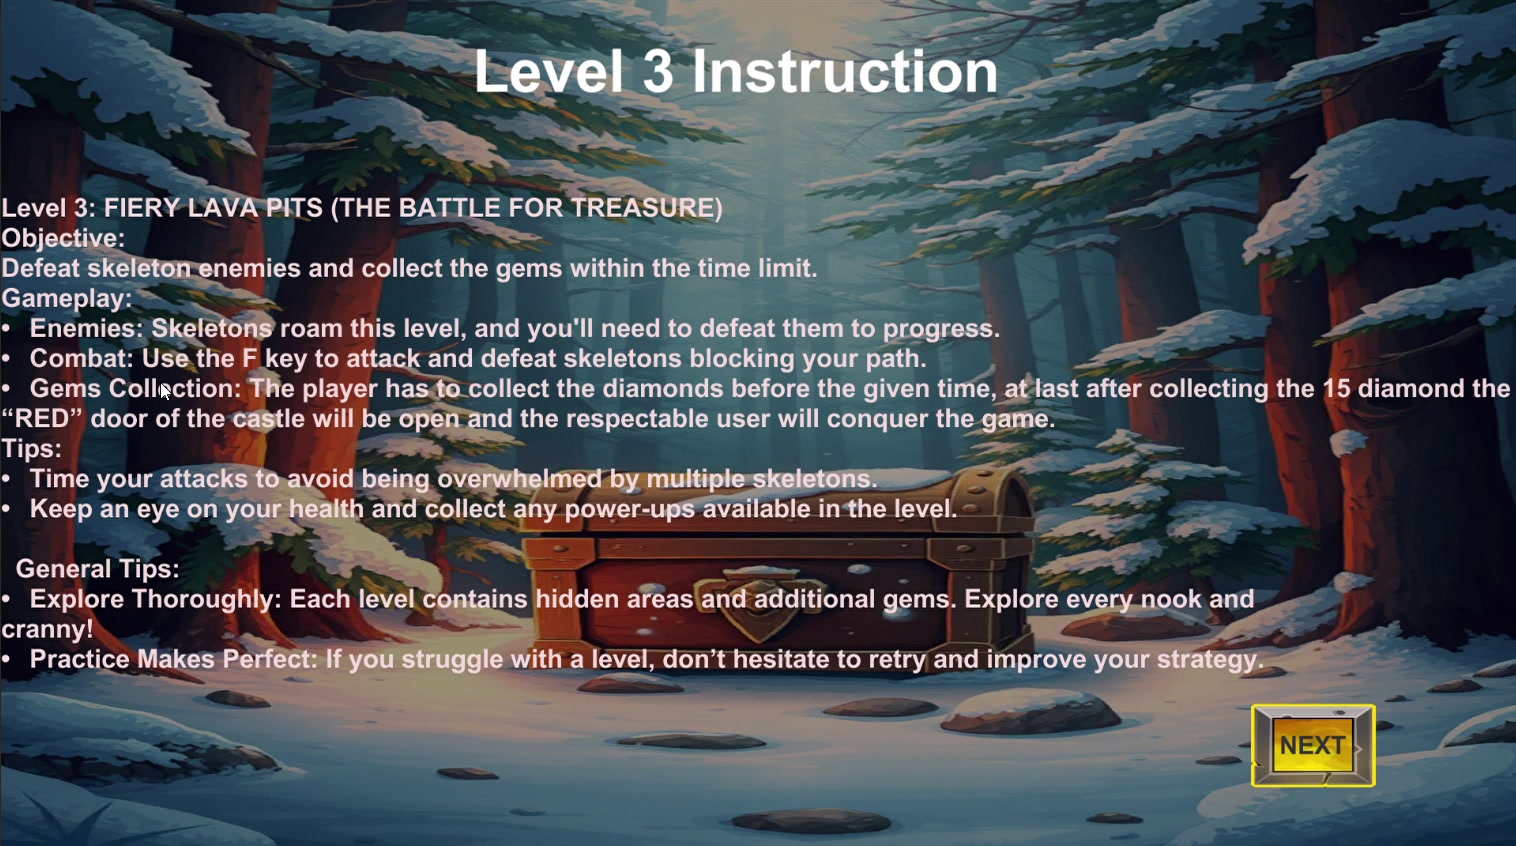 Level 3 Instruction
Level 3: FIERY LAVA PITS (THE BATTLE FOR TREASURE)
Objective:
Defeat skeleton enemies and collect the gems within the time limit.
Gameplay:
• Enemies: Skeletons roam this level, and you'll need to defeat them to progress.
• Combat: Use the F key to attack and defeat skeletons blocking your path.
• Gems Collection: The player has to collect the diamonds before the given time, at last after collecting the 15 diamond the
“RED” door of the castle will be open and the respectable user will conquer the game.
Tips:
• Time your attacks to avoid being overwhelmed by multiple skeletons.
• Keep an eye on your health and collect any power-ups available in the level.
General Tips:
• Explore Thoroughly: Each level contains hidden areas and additional gems. Explore every nook and
cranny!
• Practice Makes Perfect: If you struggle with a level, don’t hesitate to retry and improve your strategy.
NEXT